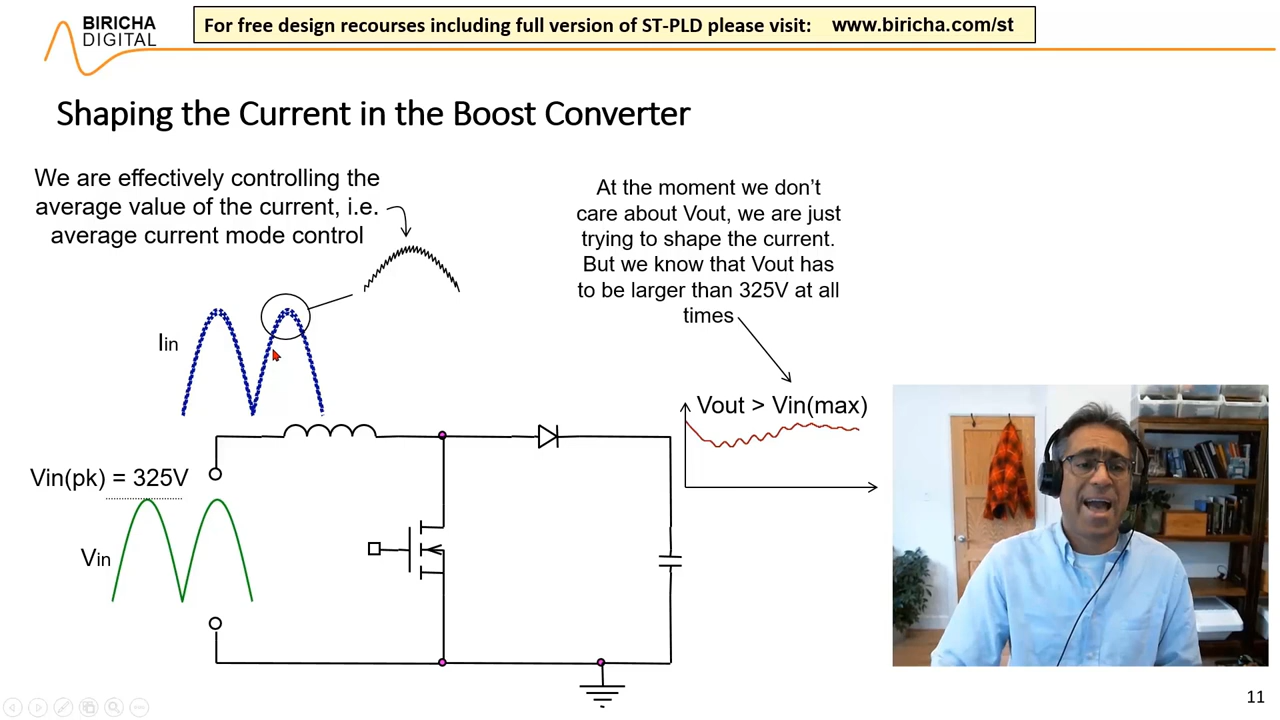 BIRICHA
DIGITAL
For free design recourses including full version of ST-PLD please visit: www.biricha.com/st
Shaping the Current in the Boost Converter
We are effectively controlling the
average value of the current, i.e.
average current mode control
At the moment we don't
care about Vout, we are just
trying to shape the current.
But we know that Vout has
to be larger than 325V at all
times
Iin
Vout > Vin(max)
Vin(pk) = 325V
Vin
11